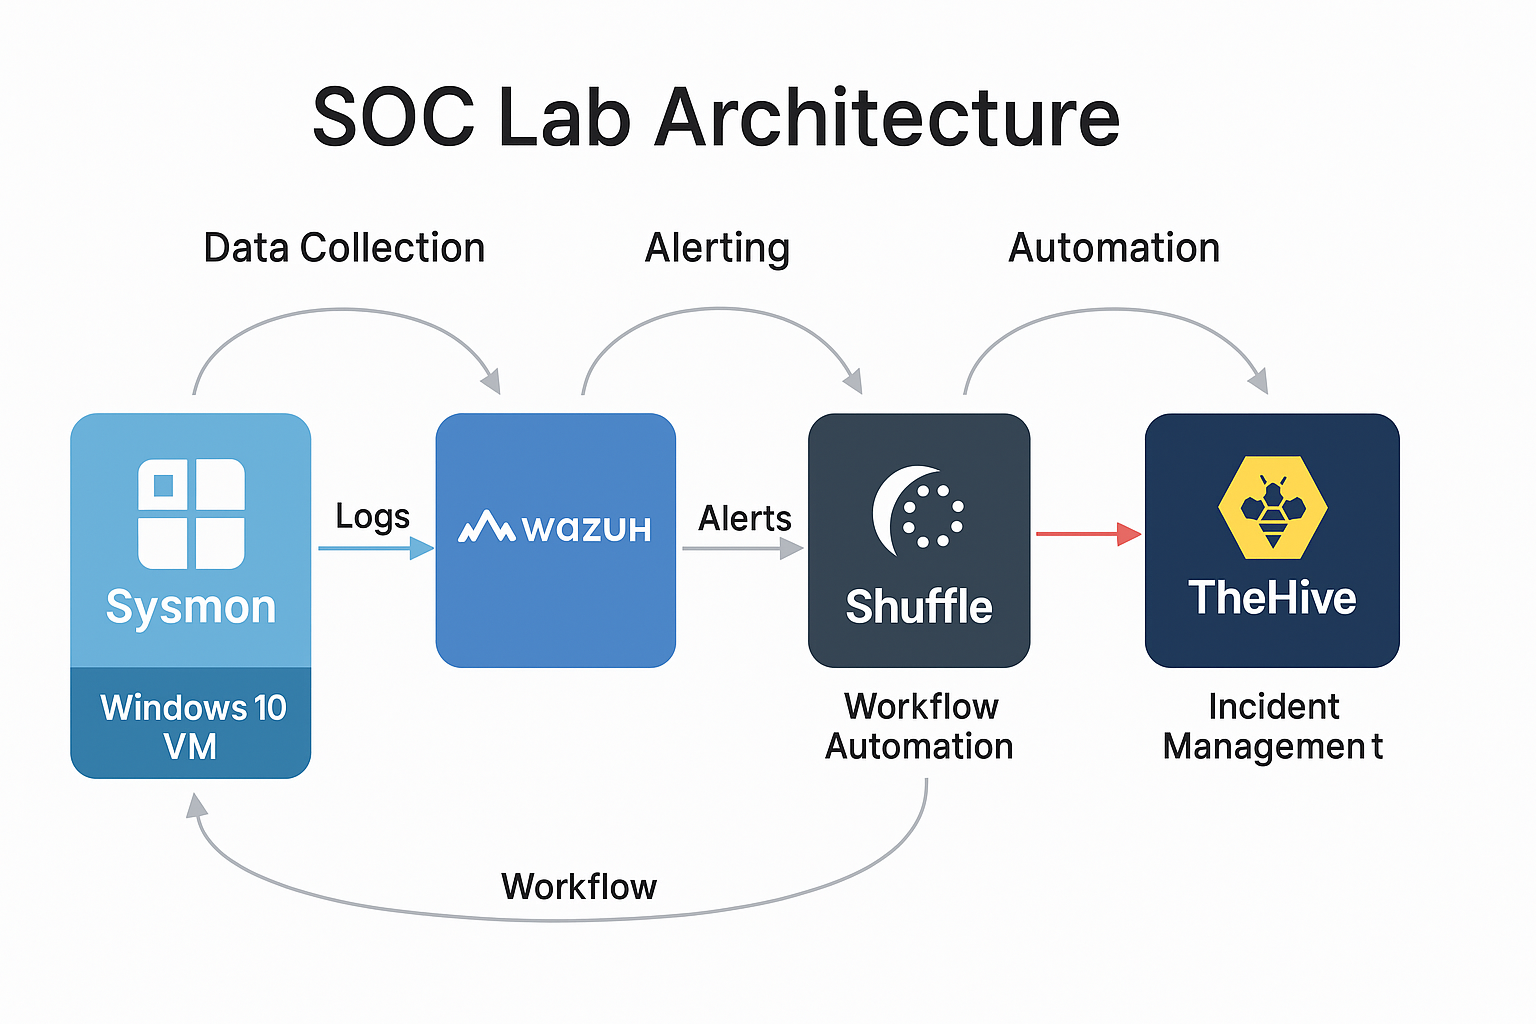 SOC Lab Architecture
Data Collection
Alerting
Automation
Sysmon
Windows 10
VM
Logs
wazuh
Alerts
Shuffle
Workflow
Automation
TheHive
Incident
Management
Workflow